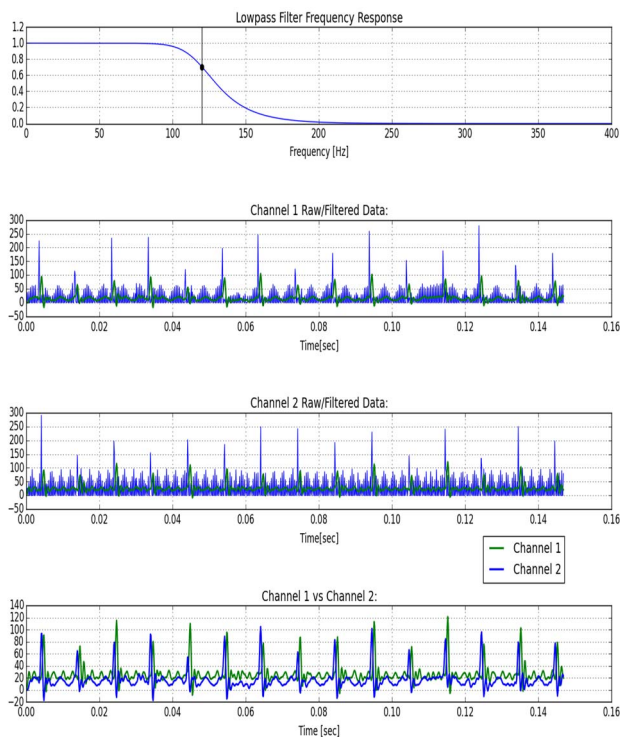 Lowpass Filter Frequency Response
1.2
1.0
0.8
0.6
0.4
0.2
0.0
0 50 100 150 200 250 300 350 400
Frequency [Hz]
Channel 1 Raw/Filtered Data:
300
250
200
150
100
50
0
−50
0.00 0.02 0.04 0.06 0.08 0.10 0.12 0.14 0.16
Time[sec]
Channel 2 Raw/Filtered Data:
300
250
200
150
100
50
0
−50
0.00 0.02 0.04 0.06 0.08 0.10 0.12 0.14 0.16
Time[sec]
Channel 1
Channel 2
Channel 1 vs Channel 2:
140
120
100
80
60
40
20
0
−20
0.00 0.02 0.04 0.06 0.08 0.10 0.12 0.14 0.16
Time [sec]